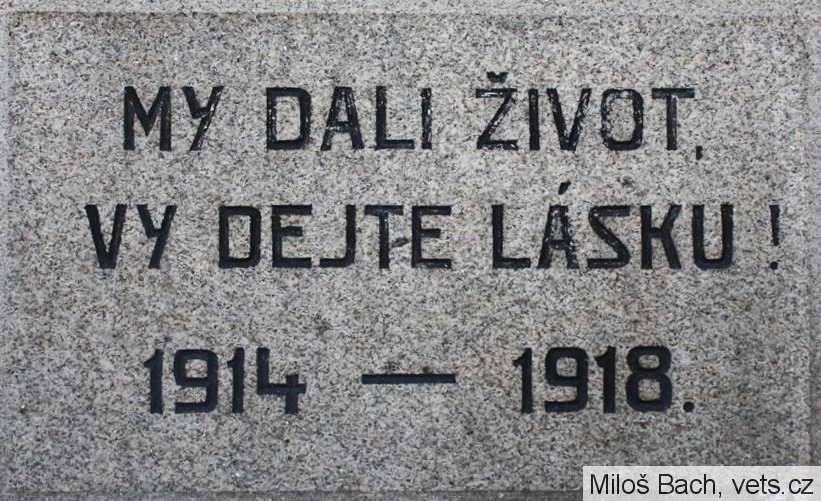 MY DALI ŽIVOT,
VY DEJTE LÁSKU!
1914 — 1918.
Miloš Bach, vets.cz